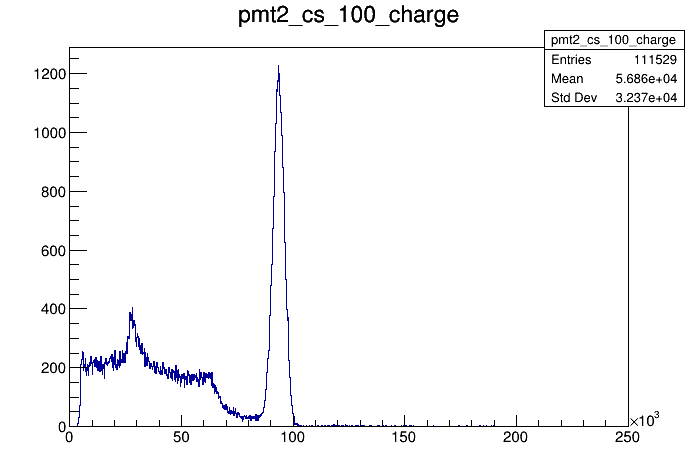 pmt2_cs_100_charge
pmt2_cs_100_charge
Entries 111529
Mean 5.686e+04
Std Dev 3.237e+04
1200
1000
800
600
400
200
0
0 50 100 150 200 250
×10³